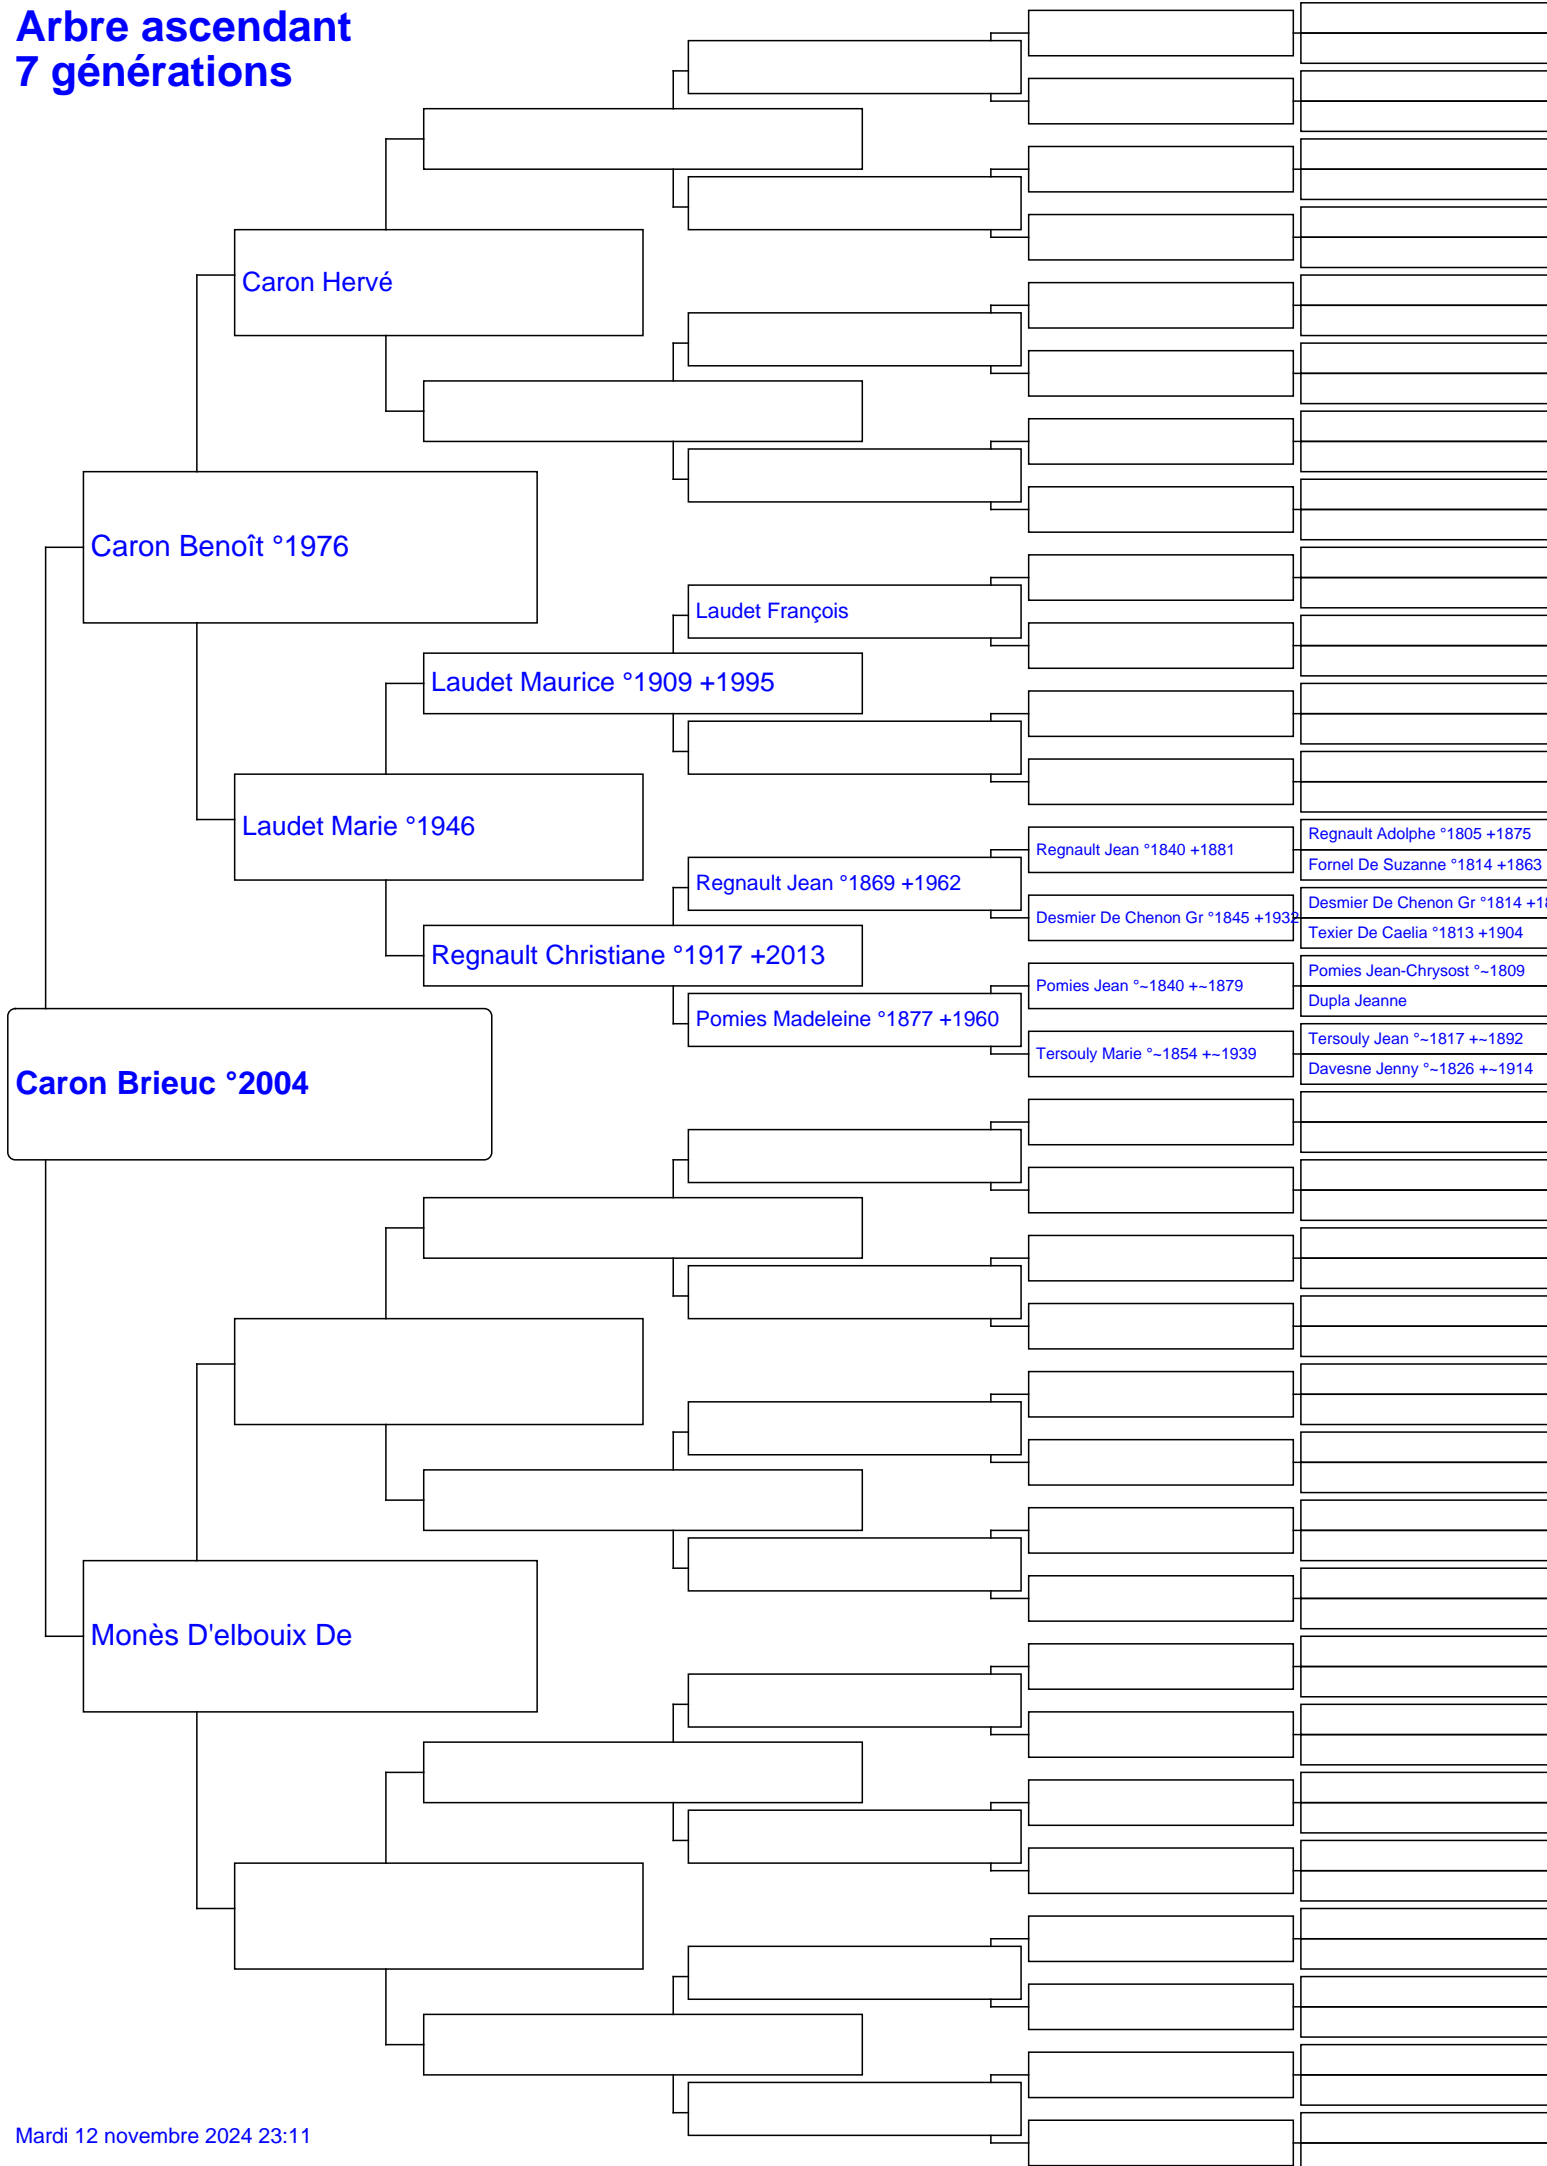 Arbre ascendant
7 générations
Caron Hervé
Caron Benoît °1976
Laudet François
Laudet Maurice °1909 +1995
Laudet Marie °1946
Regnault Adolphe °1805 +1875
Regnault Jean °1840 +1881
Fornel De Suzanne °1814 +1863
Regnault Jean °1869 +1962
Desmier De Chenon Gr °1814 +18
Desmier De Chenon Gr °1845 +1932
Texier De Caelia °1813 +1904
Regnault Christiane °1917 +2013
Pomies Jean-Chrysost °~1809
Pomies Jean °~1840 +~1879
Dupla Jeanne
Pomies Madeleine °1877 +1960
Tersouly Jean °~1817 +~1892
Tersouly Marie °~1854 +~1939
Davesne Jenny °~1826 +~1914
Caron Brieuc °2004
Monès D'elbouix De
Mardi 12 novembre 2024 23:11